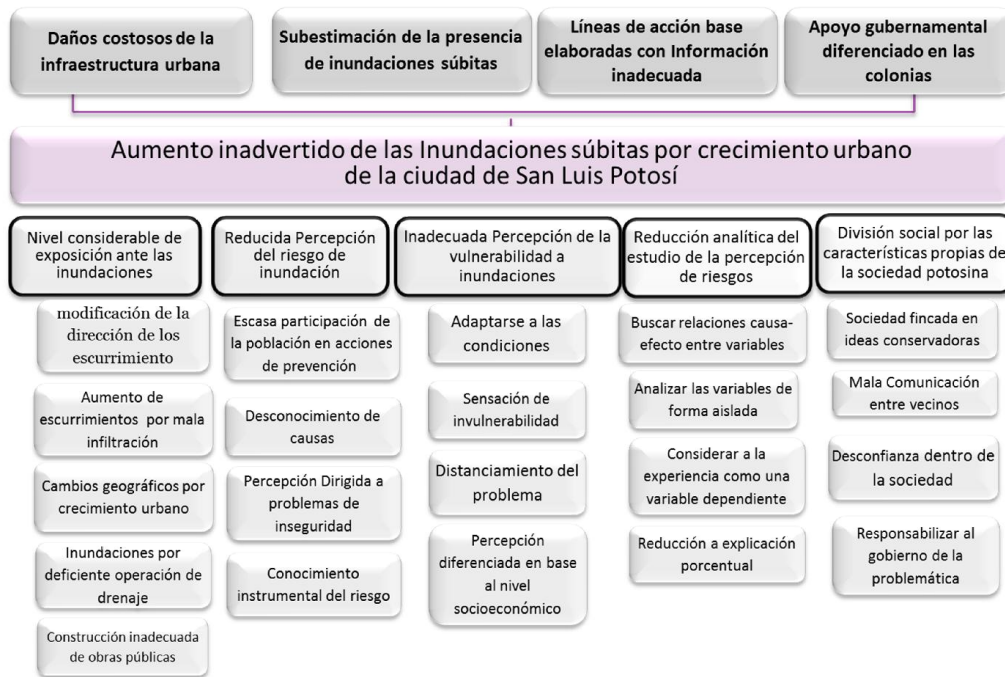 Daños costosos de la
infraestructura urbana
Subestimación de la presencia
de inundaciones súbitas
Líneas de acción base
elaboradas con Información
inadecuada
Apoyo gubernamental
diferenciado en las
colonias
Aumento inadvertido de las Inundaciones súbitas por crecimiento urbano
de la ciudad de San Luis Potosí
Nivel considerable de
exposición ante las
inundaciones
modificación de la
dirección de los
escurrimiento
Aumento de
escurrimientos por mala
infiltración
Cambios geográficos por
crecimiento urbano
Inundaciones por
deficiente operación de
drenaje
Construcción inadecuada
de obras públicas
Reducida Percepción
del riesgo de
inundación
Escasa participación de
la población en acciones
de prevención
Desconocimiento de
causas
Percepción Dirigida a
problemas de
inseguridad
Conocimiento
instrumental del riesgo
Inadecuada Percepción de la
vulnerabilidad a
inundaciones
Adaptarse a las
condiciones
Sensación de
invulnerabilidad
Distanciamiento del
problema
Percepción
diferenciada en base
al nivel
socioeconómico
Reducción analítica del
estudio de la percepción
de riesgos
Buscar relaciones causa-
efecto entre variables
Analizar las variables de
forma aislada
Considerar a la
experiencia como una
variable dependiente
Reducción a explicación
porcentual
División social por las
características propias de
la sociedad potosina
Sociedad fincada en
ideas conservadoras
Mala Comunicación
entre vecinos
Desconfianza dentro de
la sociedad
Responsabilizar al
gobierno de la
problemática